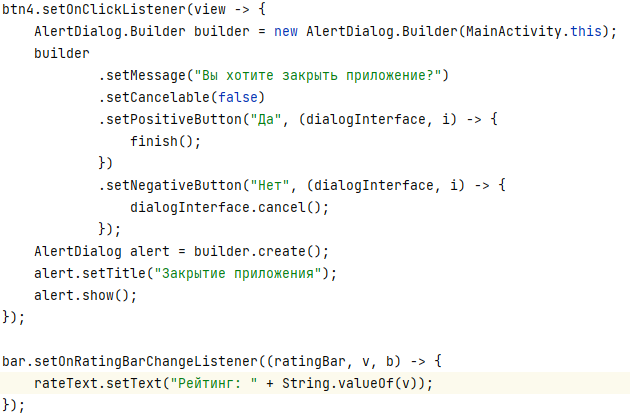 btn4.setOnClickListener(view -> {
    AlertDialog.Builder builder = new AlertDialog.Builder(MainActivity.this);
    builder
            .setMessage("Вы хотите закрыть приложение?")
            .setCancelable(false)
            .setPositiveButton("Да", (dialogInterface, i) -> {
                finish();
            })
            .setNegativeButton("Нет", (dialogInterface, i) -> {
                dialogInterface.cancel();
            });
    AlertDialog alert = builder.create();
    alert.setTitle("Закрытие приложения");
    alert.show();
});

bar.setOnRatingBarChangeListener((ratingBar, v, b) -> {
    rateText.setText("Рейтинг: " + String.valueOf(v));
});